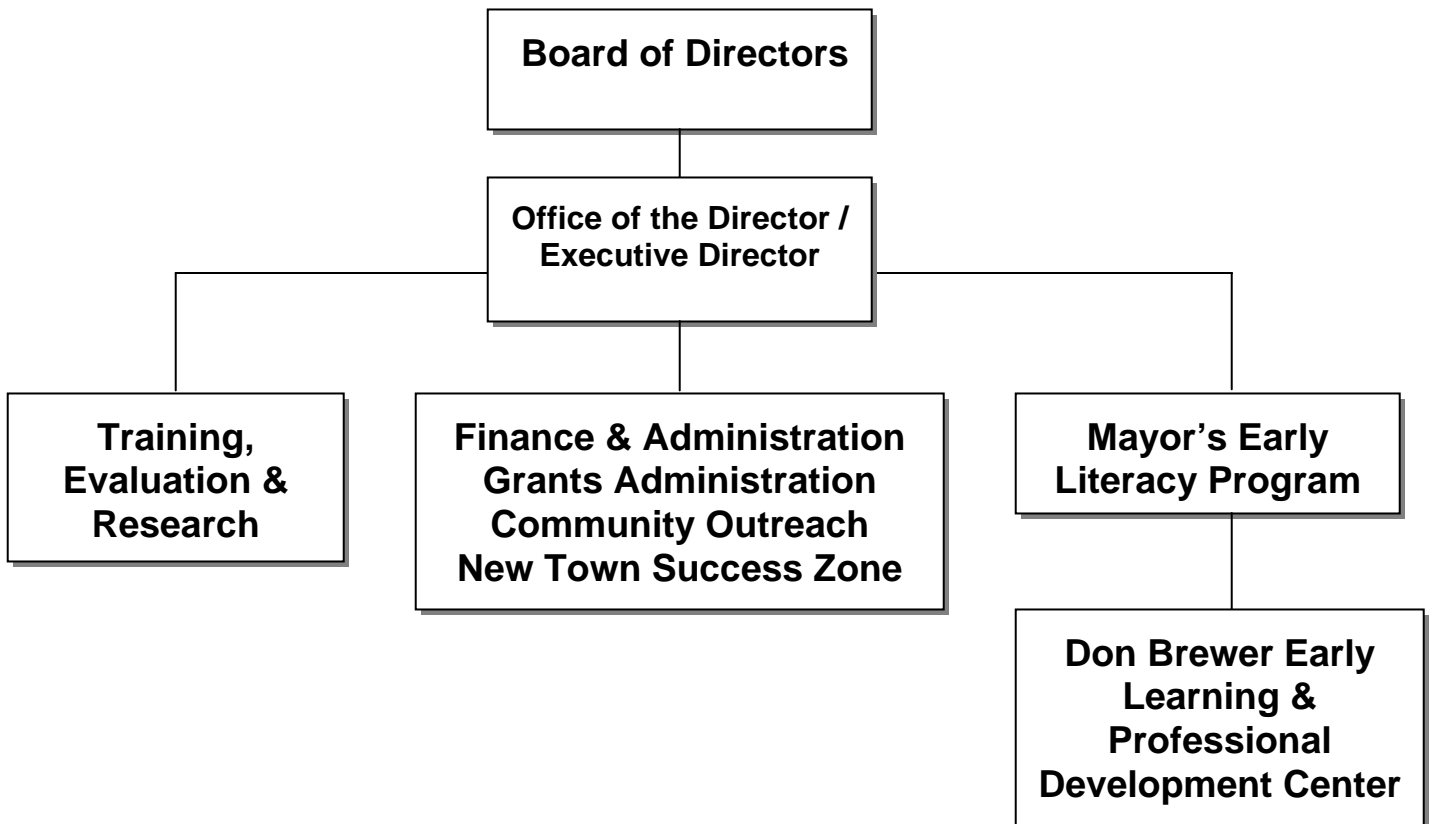 Board of Directors
Office of the Director /
Executive Director
Training,
Evaluation &
Research
Finance & Administration
Grants Administration
Community Outreach
New Town Success Zone
Mayor’s Early
Literacy Program
Don Brewer Early
Learning &
Professional
Development Center